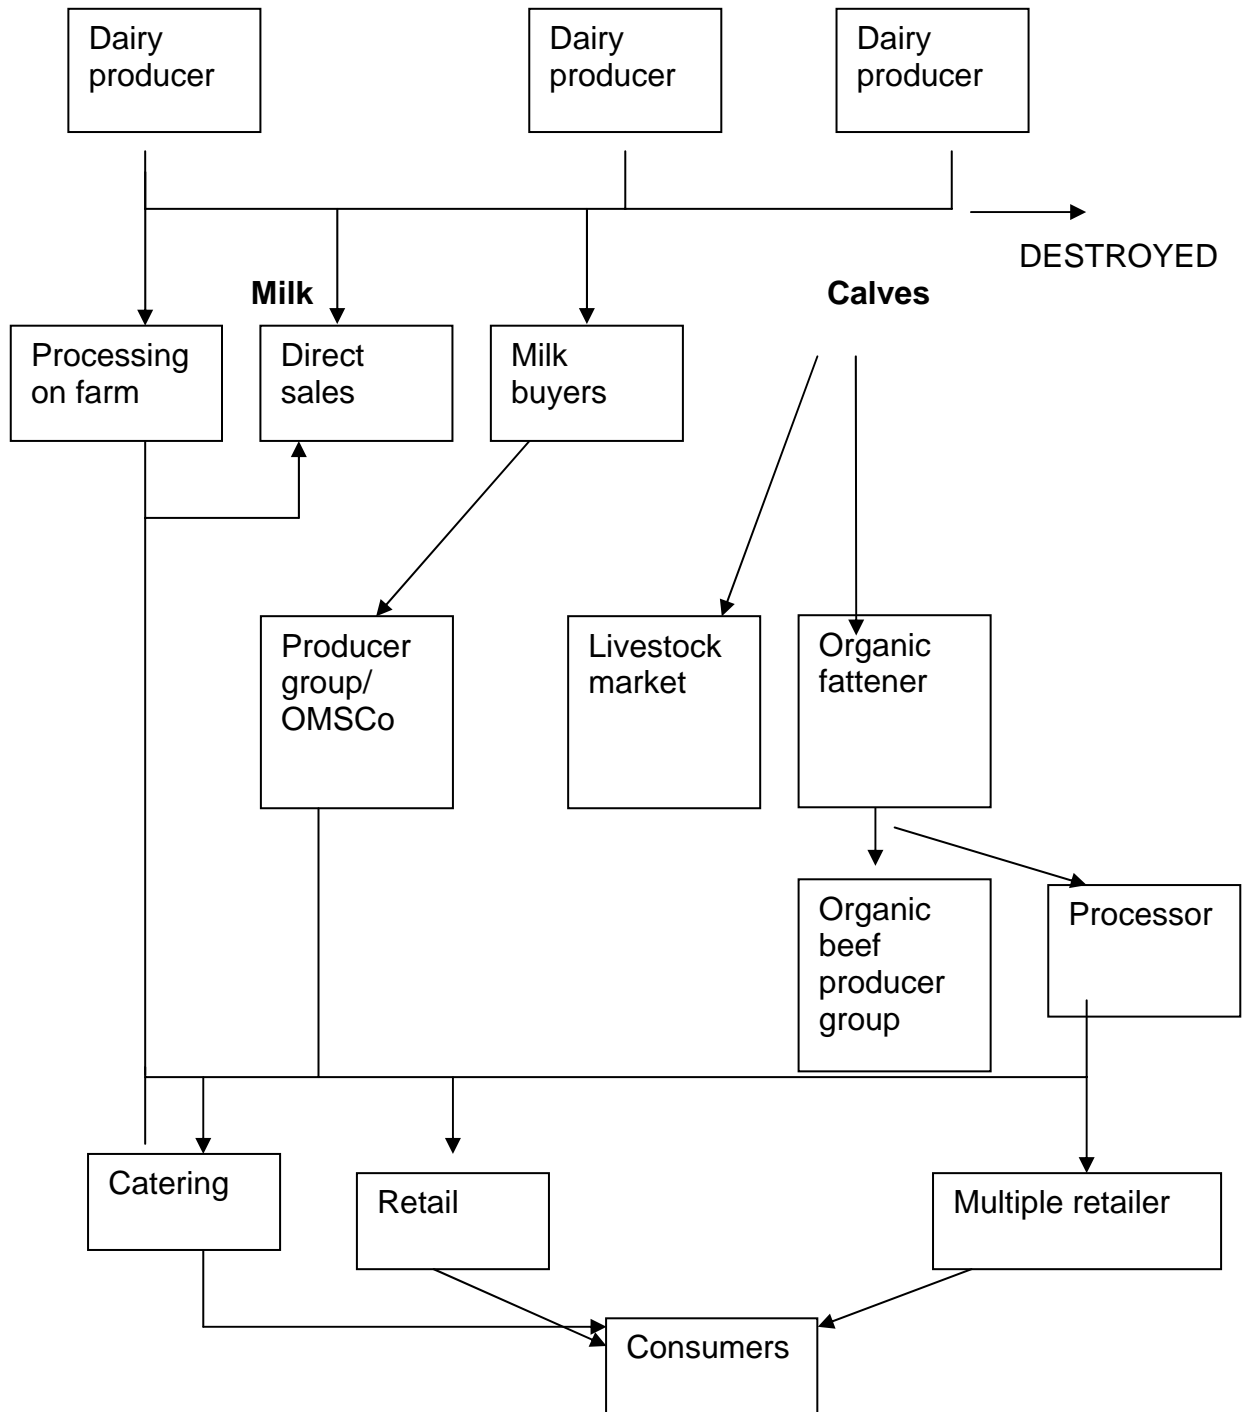 Dairy
producer
Dairy
producer
Dairy
producer
DESTROYED
Milk
Calves
Processing
on farm
Direct
sales
Milk
buyers
Producer
group/
OMSCo
Livestock
market
Organic
fattener
Organic
beef
producer
group
Processor
Catering
Retail
Multiple retailer
Consumers